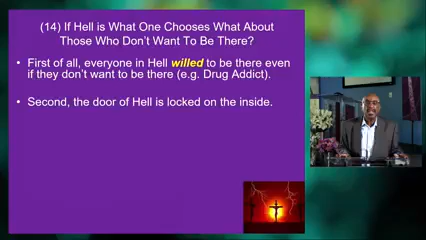 (14) If Hell is What One Chooses What About
Those Who Don't Want To Be There?
• First of all, everyone in Hell willed to be there even
if they don't want to be there (e.g. Drug Addict).
• Second, the door of Hell is locked on the inside.